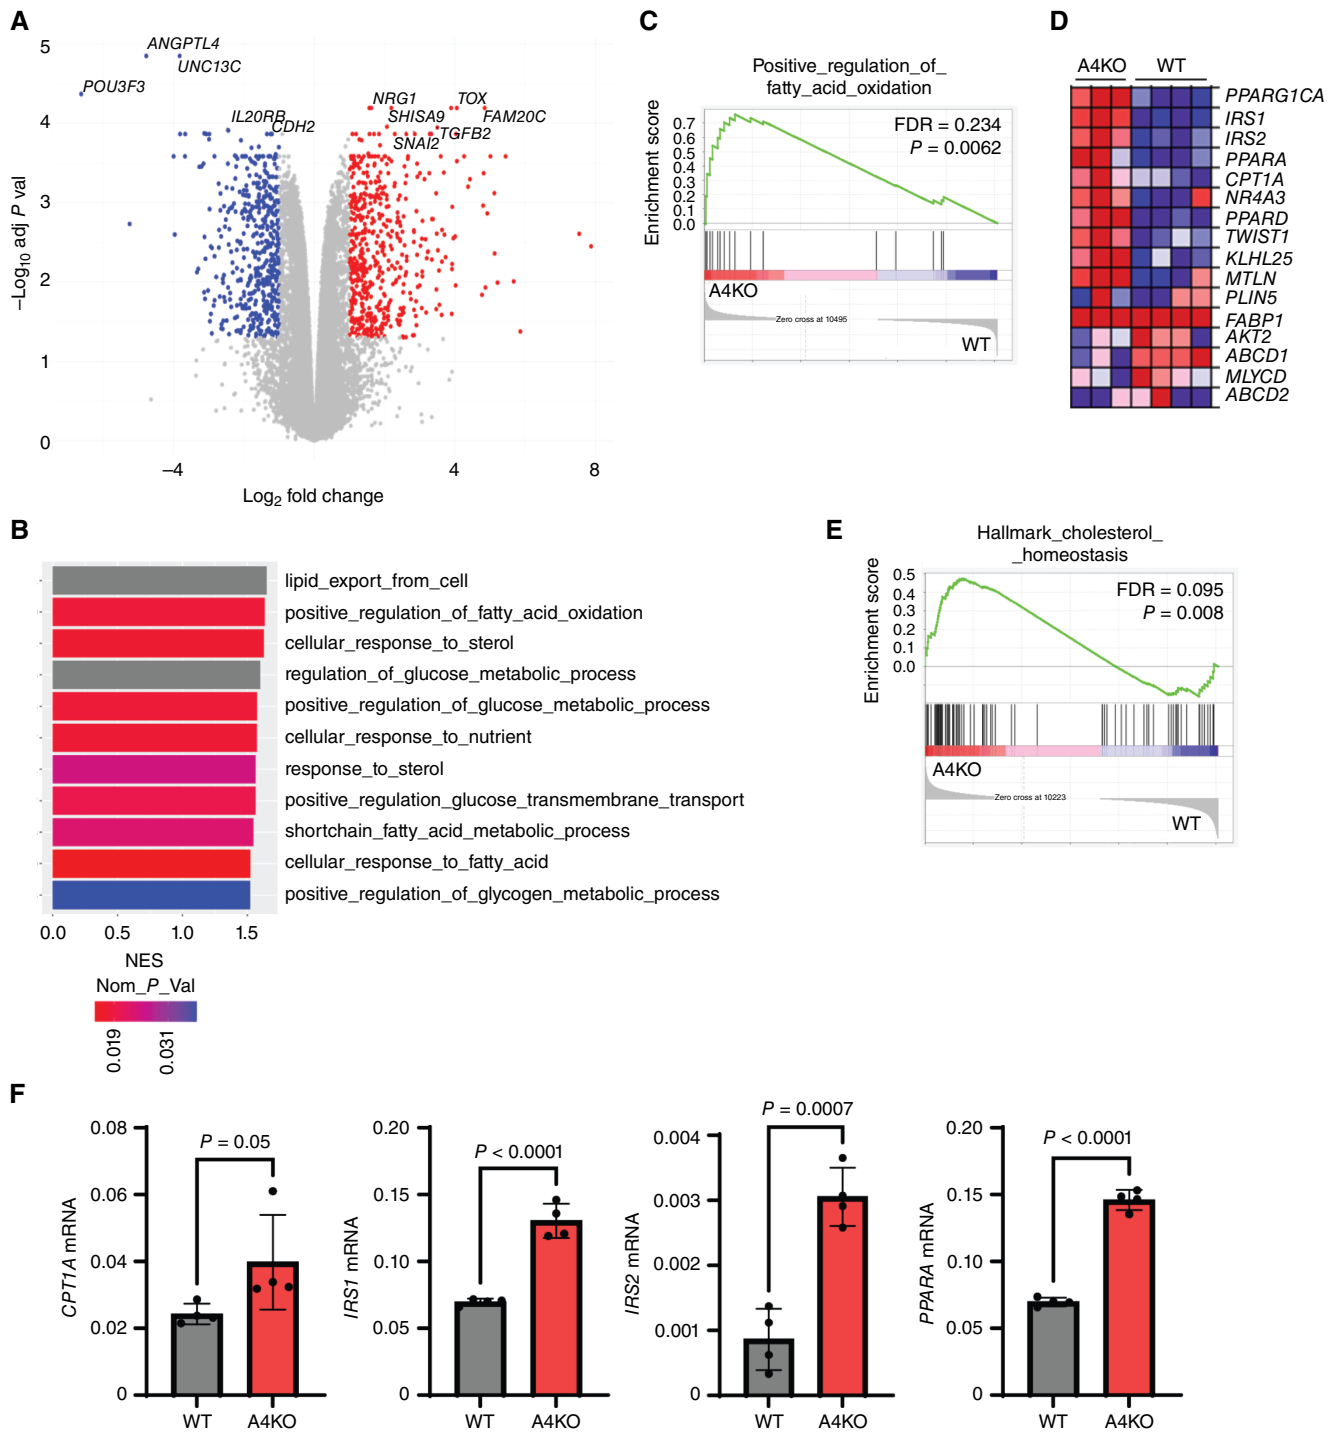 A
5
4
3
2
1
0
–Log10 adj P val
ANGPTL4
UNC13C
POU3F3
IL20RB
CDH2
NRG1
TOX
SHISA9
FAM20C
TGFB2
SNAI2
–4
4
8
Log2 fold change
B
lipid_export_from_cell
positive_regulation_of_fatty_acid_oxidation
cellular_response_to_sterol
regulation_of_glucose_metabolic_process
positive_regulation_of_glucose_metabolic_process
cellular_response_to_nutrient
response_to_sterol
positive_regulation_glucose_transmembrane_transport
shortchain_fatty_acid_metabolic_process
cellular_response_to_fatty_acid
positive_regulation_of_glycogen_metabolic_process
0.0 0.5 1.0 1.5
NES
Nom_P_Val
0.019
0.031
C
Positive_regulation_of_
fatty_acid_oxidation
Enrichment score
0.7
0.6
0.5
0.4
0.3
0.2
0.1
0.0
FDR = 0.234
P = 0.0062
A4KO
Zero cross at 10495
WT
D
A4KO WT
PPARG1CA
IRS1
IRS2
PPARA
CPT1A
NR4A3
PPARD
TWIST1
KLHL25
MTLN
PLIN5
FABP1
AKT2
ABCD1
MLYCD
ABCD2
E
Hallmark_cholesterol_
_homeostasis
Enrichment score
0.5
0.4
0.3
0.2
0.1
0.0
FDR = 0.095
P = 0.008
A4KO
Zero cross at 10223
WT
F
CPT1A mRNA
0.08
0.06
0.04
0.02
0
P = 0.05
WT A4KO
IRS1 mRNA
0.20
0.15
0.10
0.05
0
P < 0.0001
WT A4KO
IRS2 mRNA
0.004
0.003
0.002
0.001
0
P = 0.0007
WT A4KO
PPARA mRNA
0.20
0.15
0.10
0.05
0
P < 0.0001
WT A4KO